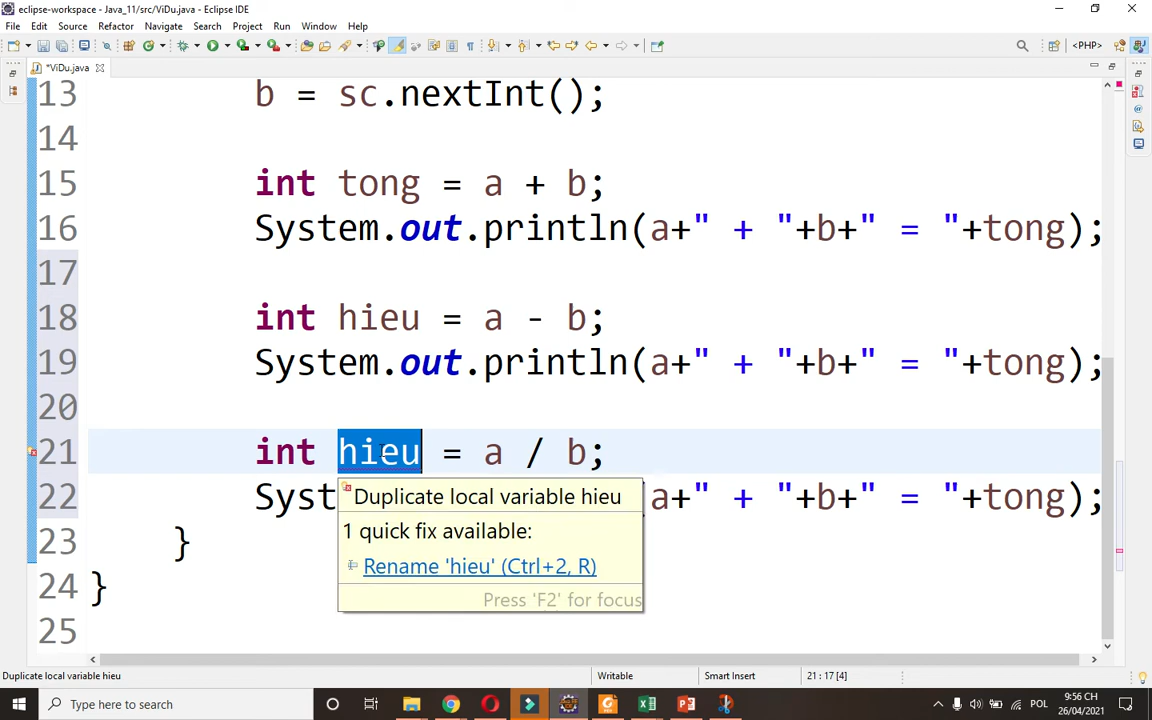 eclipse-workspace - Java_11/src/ViDu.java - Eclipse IDE
File Edit Source Refactor Navigate Search Project Run Window Help
<PHP>
*ViDu.java
13 b = sc.nextInt();
14
15 int tong = a + b;
16 System.out.println(a+" + "+b+" = "+tong);
17
18 int hieu = a - b;
19 System.out.println(a+" + "+b+" = "+tong);
20
21 int hieu = a / b;
22 Syst a+" + "+b+" = "+tong);
Duplicate local variable hieu
1 quick fix available:
Rename 'hieu' (Ctrl+2, R)
Press 'F2' for focus
23 }
24 }
25
Duplicate local variable hieu Writable Smart Insert 21 : 17 [4]
Type here to search POL 9:56 CH
26/04/2021